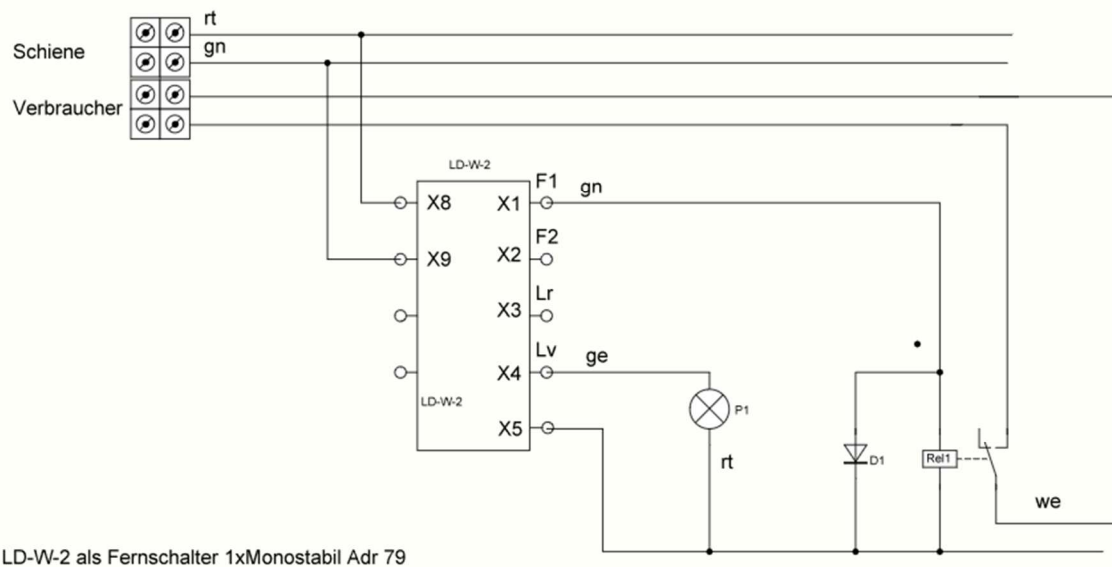 rt
Schiene
gn
Verbraucher
LD-W-2
F1
gn
X8
X1
F2
X9
X2
Lr
X3
Lv
ge
X4
LD-W-2
P1
X5
rt
D1
Rel1
we
LD-W-2 als Fernschalter 1xMonostabil Adr 79